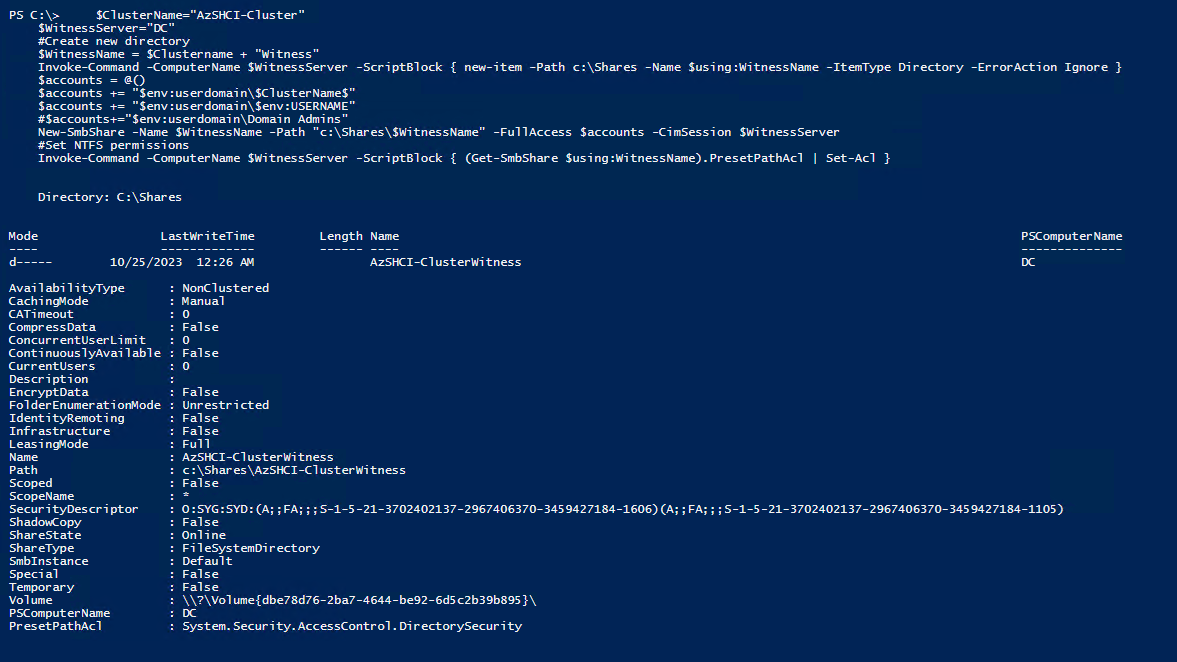 PS C:\>     $ClusterName="AzSHCI-Cluster"
    $WitnessServer="DC"
    #Create new directory
    $WitnessName = $Clustername + "Witness"
    Invoke-Command -ComputerName $WitnessServer -ScriptBlock { new-item -Path c:\Shares -Name $using:WitnessName -ItemType Directory -ErrorAction Ignore }
    $accounts = @()
    $accounts += "$env:userdomain\$ClusterName$"
    $accounts += "$env:userdomain\$env:USERNAME"
    #$accounts+="$env:userdomain\Domain Admins"
    New-SmbShare -Name $WitnessName -Path "c:\Shares\$WitnessName" -FullAccess $accounts -CimSession $WitnessServer
    #Set NTFS permissions
    Invoke-Command -ComputerName $WitnessServer -ScriptBlock { (Get-SmbShare $using:WitnessName).PresetPathAcl | Set-Acl }
    Directory: C:\Shares
Mode                 LastWriteTime         Length Name                                                                                      PSComputerName
----                 -------------         ------ ----                                                                                      --------------
d-----        10/25/2023  12:26 AM                AzSHCI-ClusterWitness                                                                     DC
AvailabilityType      : NonClustered
CachingMode           : Manual
CATimeout             : 0
CompressData          : False
ConcurrentUserLimit   : 0
ContinuouslyAvailable : False
CurrentUsers          : 0
Description           :
EncryptData           : False
FolderEnumerationMode : Unrestricted
IdentityRemoting      : False
Infrastructure        : False
LeasingMode           : Full
Name                  : AzSHCI-ClusterWitness
Path                  : c:\Shares\AzSHCI-ClusterWitness
Scoped                : False
ScopeName             : *
SecurityDescriptor    : O:SYG:SYD:(A;;FA;;;S-1-5-21-3702402137-2967406370-3459427184-1606)(A;;FA;;;S-1-5-21-3702402137-2967406370-3459427184-1105)
ShadowCopy            : False
ShareState            : Online
ShareType             : FileSystemDirectory
SmbInstance           : Default
Special               : False
Temporary             : False
Volume                : \\?\Volume{dbe78d76-2ba7-4644-be92-6d5c2b39b895}\
PSComputerName        : DC
PresetPathAcl         : System.Security.AccessControl.DirectorySecurity